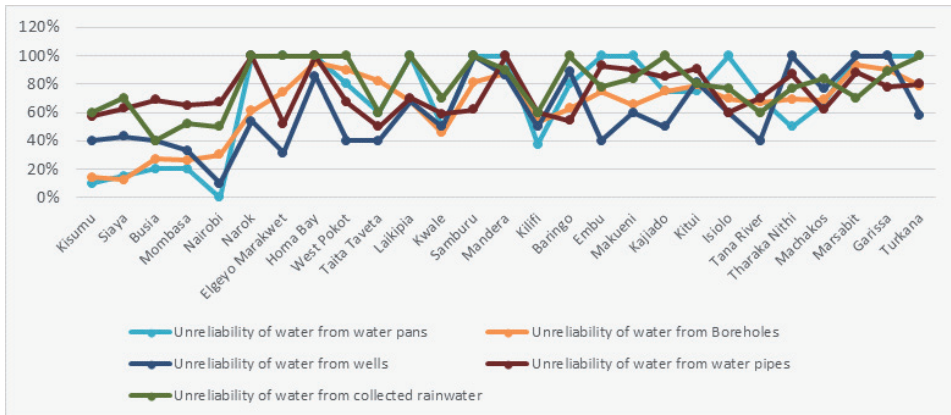 120%
100%
80%
60%
40%
20%
0%
Kisumu
Siaya
Busia
Mombasa
Nairobi
Narok
Elgeyo Marakwet
Homa Bay
West Pokot
Taita Taveta
Laikipia
Kwale
Samburu
Mandera
Kilifi
Baringo
Embu
Makueni
Kajiado
Kitui
Isiolo
Tana River
Tharaka Nithi
Machakos
Marsabit
Garissa
Turkana
Unreliability of water from water pans
Unreliability of water from Boreholes
Unreliability of water from wells
Unreliability of water from water pipes
Unreliability of water from collected rainwater